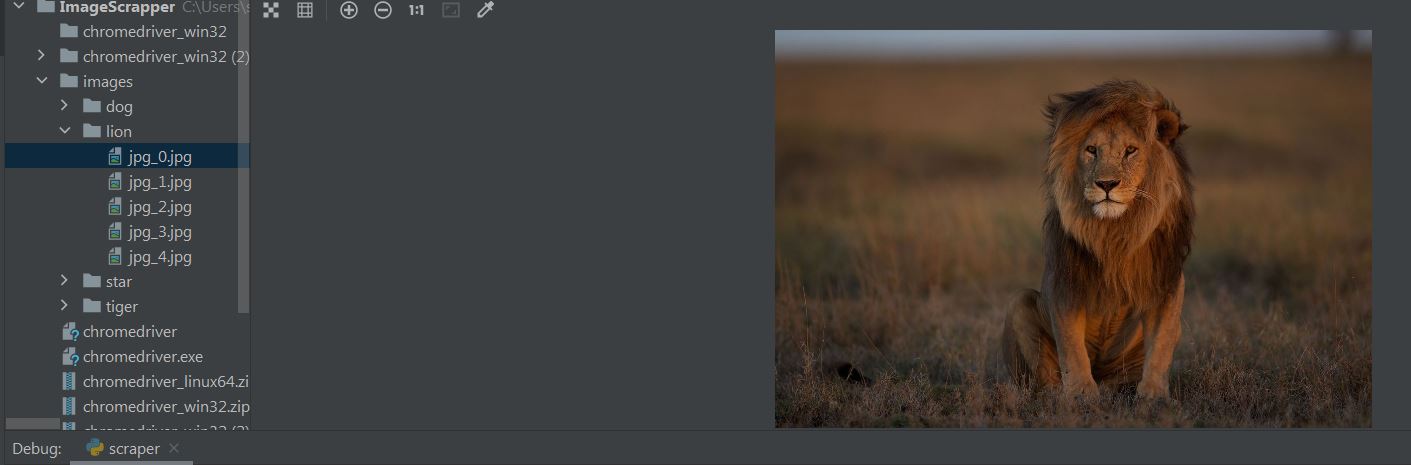 ImageScrapper C:\Users\
1:1
chromedriver_win32
chromedriver_win32 (2)
images
dog
lion
jpg_0.jpg
jpg_1.jpg
jpg_2.jpg
jpg_3.jpg
jpg_4.jpg
star
tiger
chromedriver
chromedriver.exe
chromedriver_linux64.zi
chromedriver_win32.zip
Debug: scraper